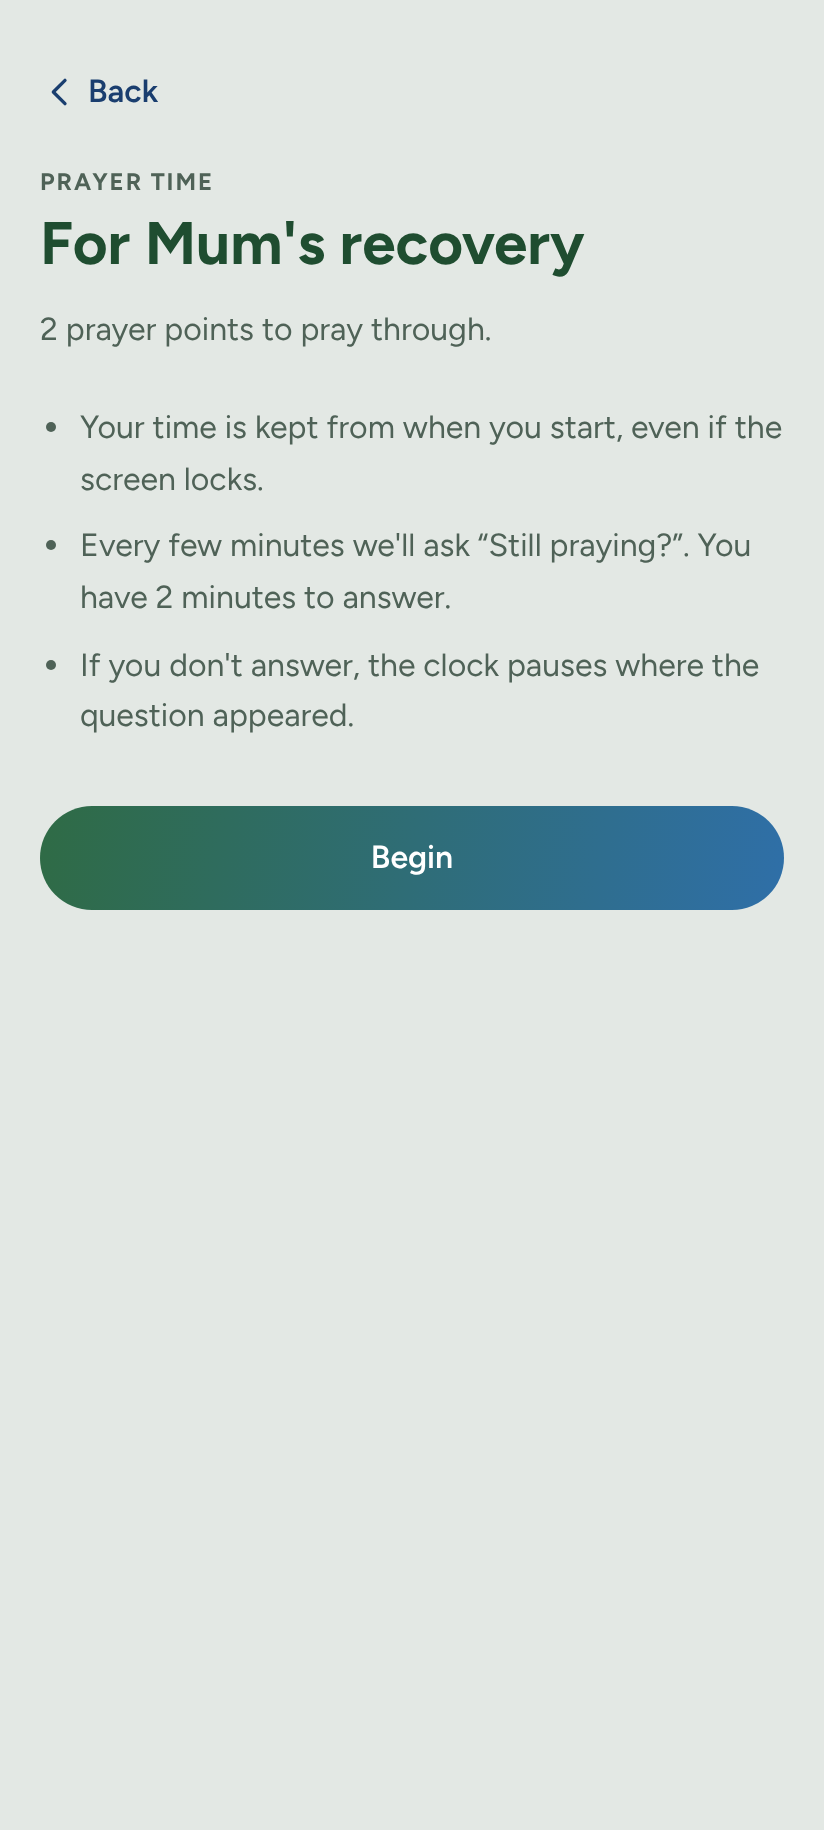 Back
PRAYER TIME
For Mum's recovery
2 prayer points to pray through.
• Your time is kept from when you start, even if the
screen locks.
• Every few minutes we'll ask “Still praying?”. You
have 2 minutes to answer.
• If you don't answer, the clock pauses where the
question appeared.
Begin